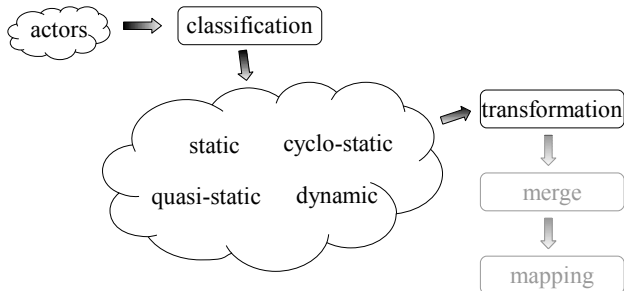 actors
classification
static cyclo-static
quasi-static dynamic
transformation
merge
mapping